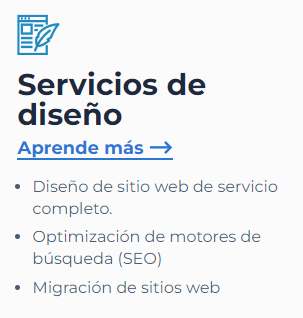 Servicios de
diseño
Aprende más →
• Diseño de sitio web de servicio
completo.
• Optimización de motores de
búsqueda (SEO)
• Migración de sitios web